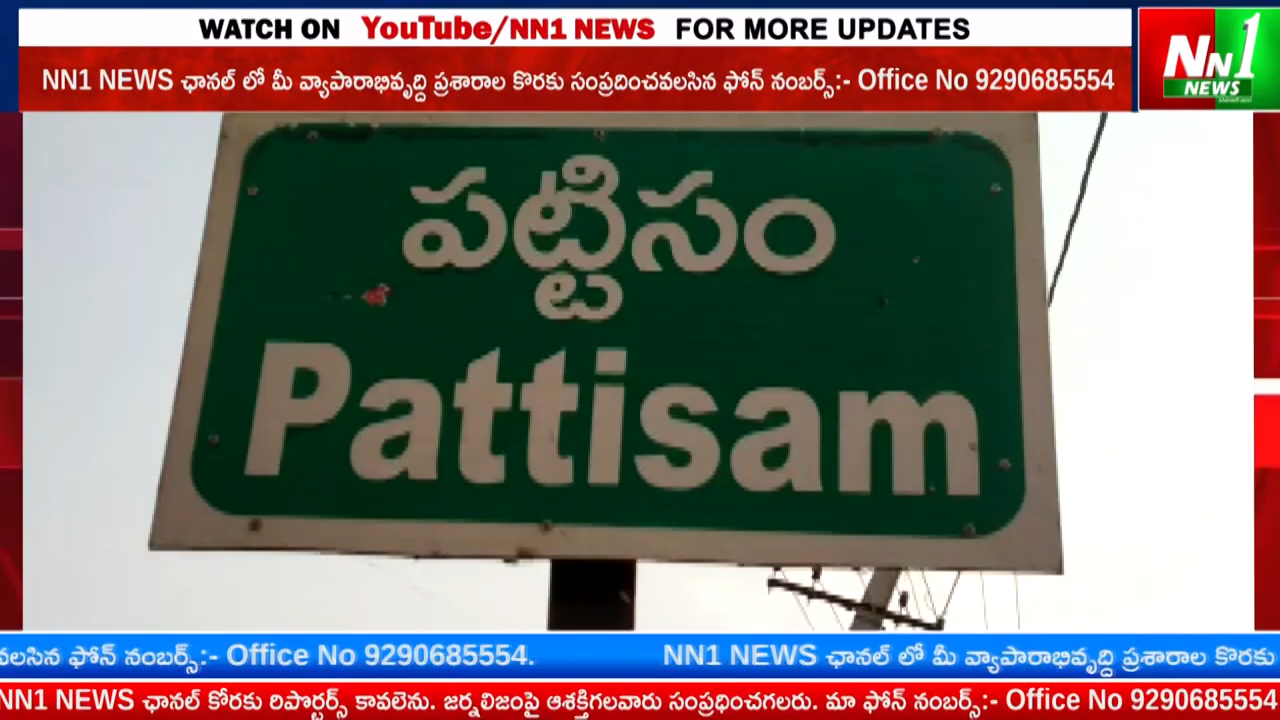 WATCH ON YouTube/NN1 NEWS FOR MORE UPDATES
NN1 NEWS ఛానల్ లో మీ వ్యాపారాభివృద్ది ప్రశారాల కొరకు సంప్రదించవలసిన ఫోన్ నంబర్స్:- Office No 9290685554
NN1
NEWS
పట్టిసం
Pattisam
వలసిన ఫోన్ నంబర్స్:- Office No 9290685554. NN1 NEWS ఛానల్ లో మీ వ్యాపారాభివృద్ది ప్రశారాల కొరకు
NN1 NEWS ఛానల్ కోరకు రిపోర్టర్స్ కావలెను. జర్నలిజంపై ఆశక్తిగలవారు సంప్రధించగలరు. మా ఫోన్ నంబర్స్:- Office No 9290685554